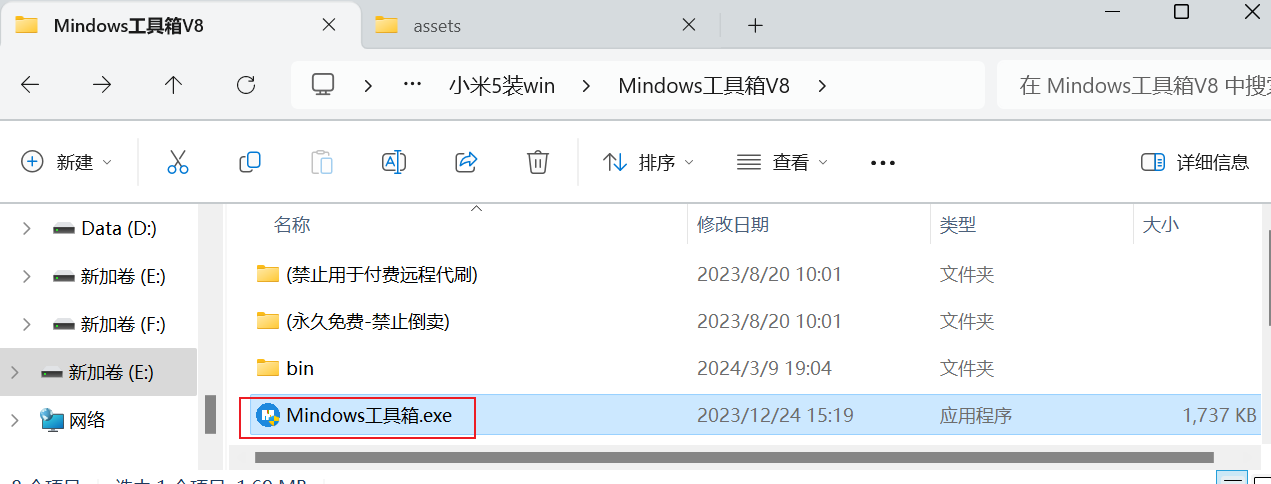 Mindows工具箱V8
assets
小米5装win
Mindows工具箱V8
在 Mindows工具箱V8 中搜
新建
排序
查看
详细信息
Data (D:)
新加卷 (E:)
新加卷 (F:)
新加卷 (E:)
网络
名称 修改日期 类型 大小
(禁止用于付费远程代刷) 2023/8/20 10:01 文件夹
(永久免费-禁止倒卖) 2023/8/20 10:01 文件夹
bin 2024/3/9 19:04 文件夹
Mindows工具箱.exe 2023/12/24 15:19 应用程序 1,737 KB